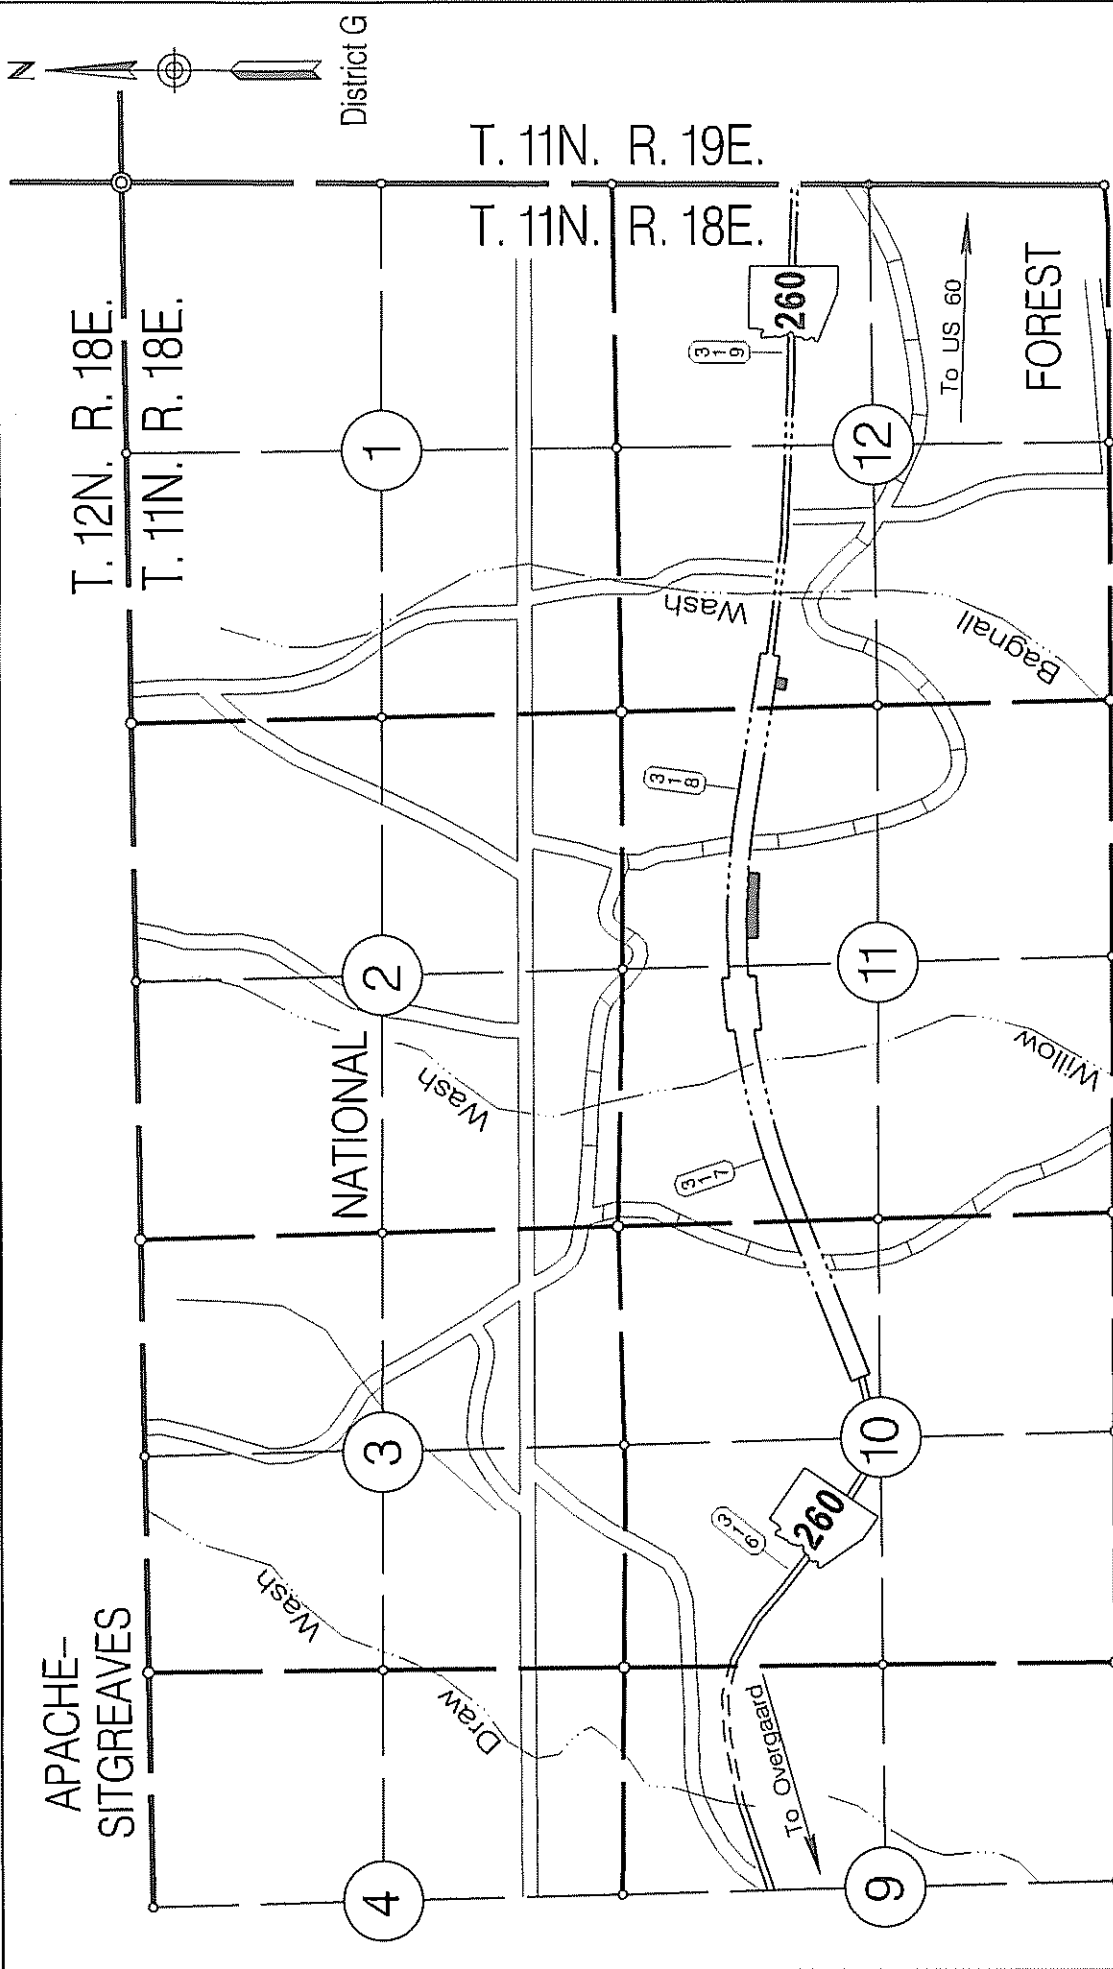 N
District G
T. 12N. R. 18E.
T. 11N. R. 18E.
T. 11N. R. 19E.
T. 11N. R. 18E.
APACHE-
SITGREAVES
NATIONAL
FOREST
4
3
2
1
9
10
11
12
Draw
Wash
Wash
Willow
Wash
Bagnall
316
317
318
319
260
260
To Overgaard
To US 60